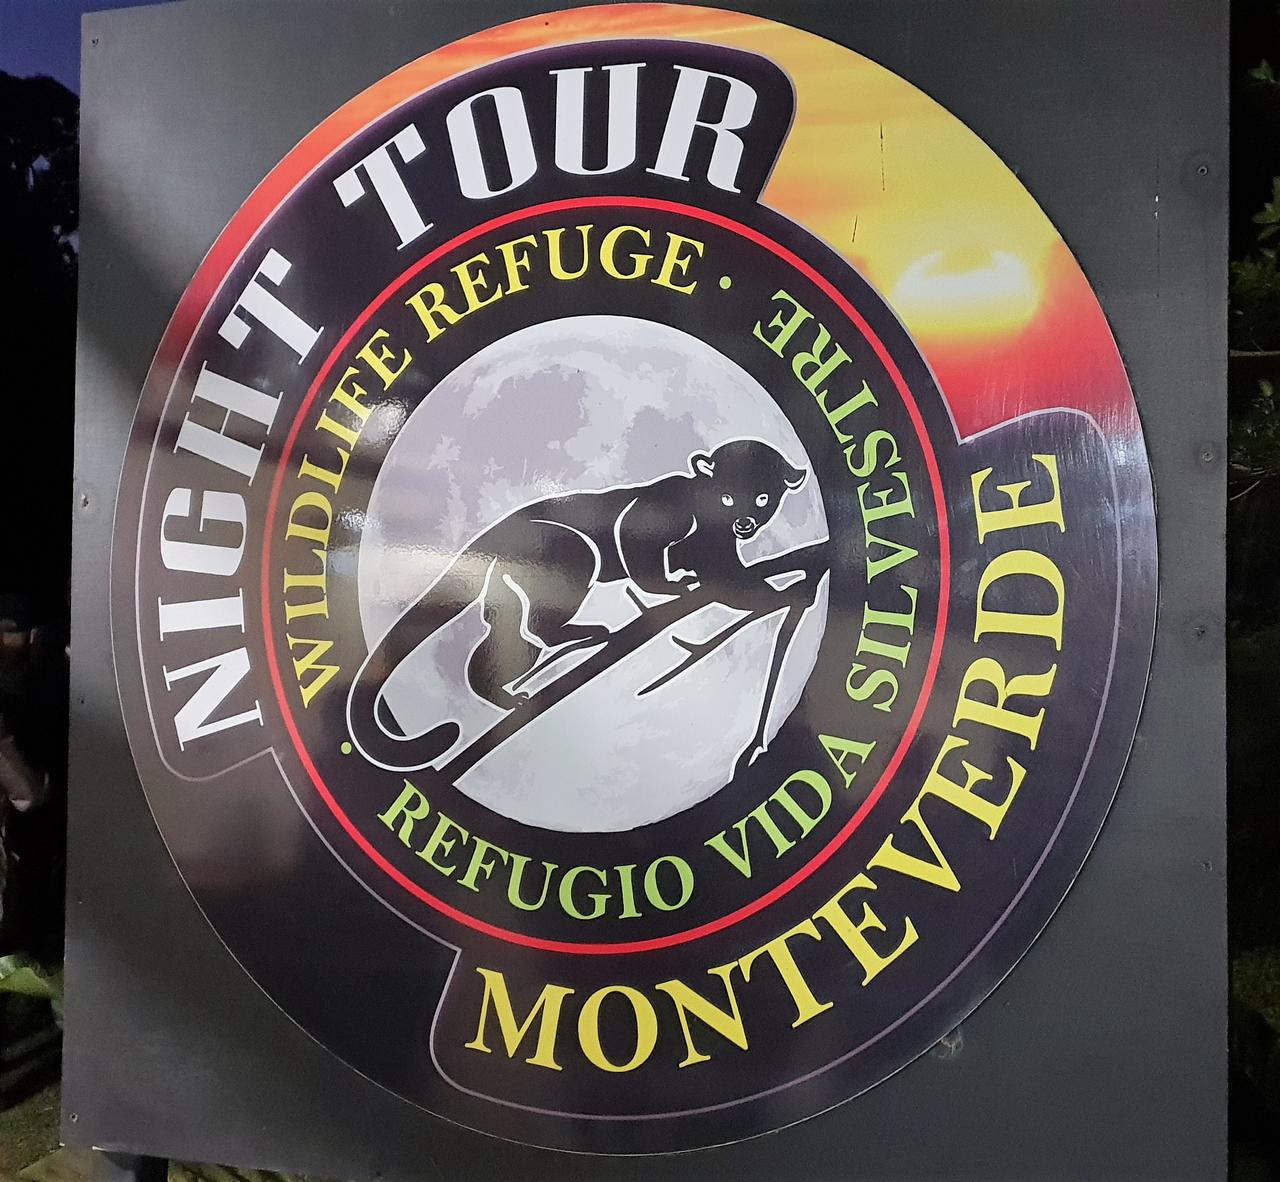 NIGHT TOUR
WILDLIFE REFUGE ·
REFUGIO VIDA SILVESTRE ·
MONTEVERDE